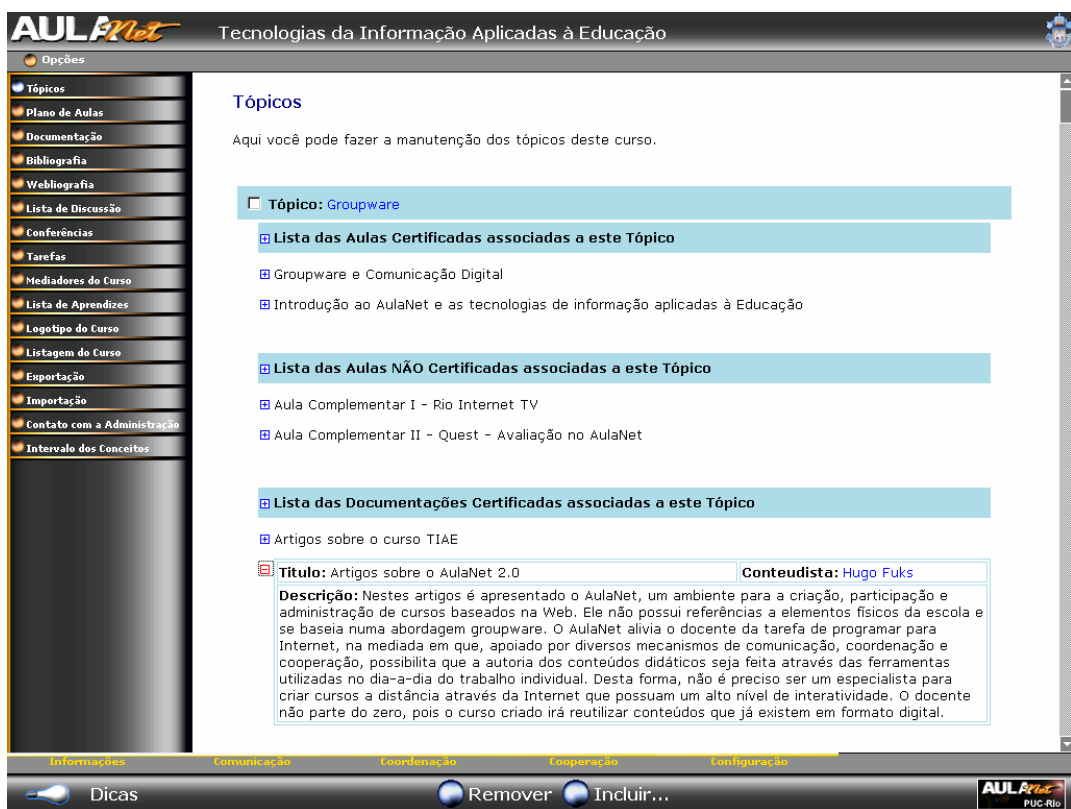 AULANet
Tecnologias da Informação Aplicadas à Educação
Opções
Tópicos
Plano de Aulas
Documentação
Bibliografia
Webliografia
Lista de Discussão
Conferências
Tarefas
Mediadores do Curso
Lista de Aprendizes
Logotipo do Curso
Listagem do Curso
Exportação
Importação
Contato com a Administração
Intervalo dos Conceitos
Tópicos
Aqui você pode fazer a manutenção dos tópicos deste curso.
Tópico: Groupware
Lista das Aulas Certificadas associadas a este Tópico
Groupware e Comunicação Digital
Introdução ao AulaNet e as tecnologias de informação aplicadas à Educação
Lista das Aulas NÃO Certificadas associadas a este Tópico
Aula Complementar I - Rio Internet TV
Aula Complementar II - Quest - Avaliação no AulaNet
Lista das Documentações Certificadas associadas a este Tópico
Artigos sobre o curso TIAE
Titulo: Artigos sobre o AulaNet 2.0 Conteudista: Hugo Fuks
Descrição: Nestes artigos é apresentado o AulaNet, um ambiente para a criação, participação e
administração de cursos baseados na Web. Ele não possui referências a elementos físicos da escola e
se baseia numa abordagem groupware. O AulaNet alivia o docente da tarefa de programar para
Internet, na mediada em que, apoiado por diversos mecanismos de comunicação, coordenação e
cooperação, possibilita que a autoria dos conteúdos didáticos seja feita através das ferramentas
utilizadas no dia-a-dia do trabalho individual. Desta forma, não é preciso ser um especialista para
criar cursos a distância através da Internet que possuam um alto nível de interatividade. O docente
não parte do zero, pois o curso criado irá reutilizar conteúdos que já existem em formato digital.
Informações Comunicação Coordenação Cooperação Configuração
Dicas Remover Incluir... AULANet
PUC-RIo